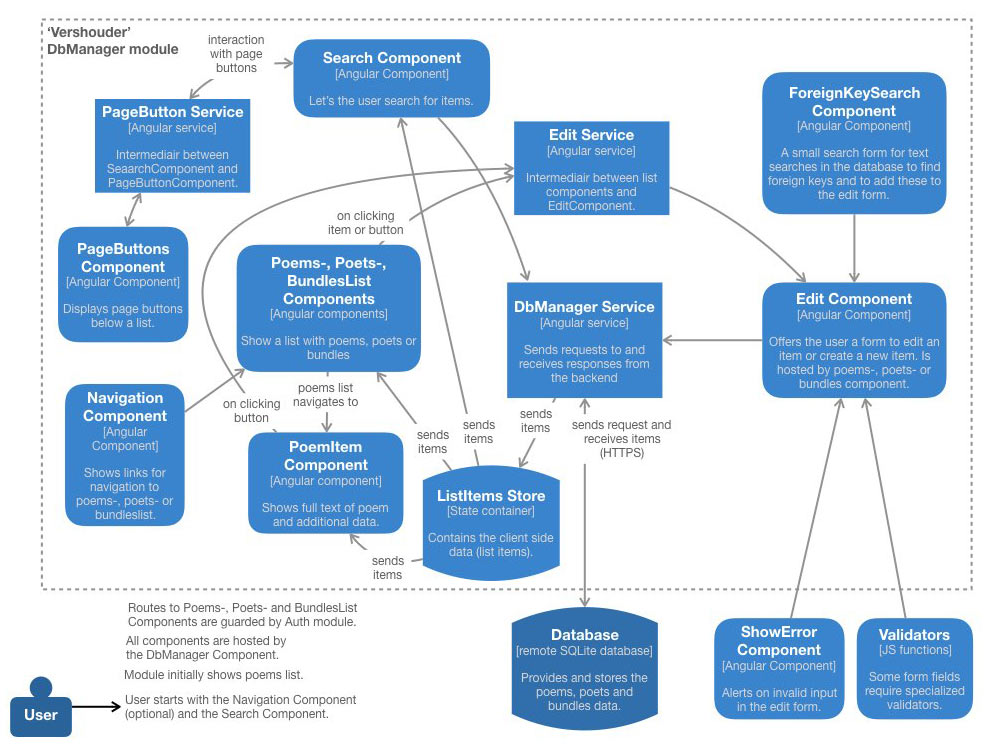 ‘Vershouder’
DbManager module
interaction
with page
buttons
Search Component
[Angular Component]
Let's the user search for items.
PageButton Service
[Angular service]
Intermediair between
SeaarchComponent and
PageButtonComponent.
Edit Service
[Angular service]
Intermediair between list
components and
EditComponent.
ForeignKeySearch
Component
[Angular Component]
A small search form for text
searches in the database to find
foreign keys and to add these to
the edit form.
on clicking
item or button
PageButtons
Component
[Angular Component]
Displays page buttons
below a list.
Poems-, Poets-,
BundlesList
Components
[Angular components]
Show a list with poems, poets or
bundles
DbManager Service
[Angular service]
Sends requests to and
receives responses from
the backend
Edit Component
[Angular Component]
Offers the user a form to edit an
item or create a new item. Is
hosted by poems-, poets- or
bundles component.
Navigation
Component
[Angular
Component]
Shows links for
navigation to
poems-, poets- or
bundleslist.
on clicking
button
poems list
navigates to
sends
items
sends
items
sends
items
sends request and
receives items
(HTTPS)
PoemItem
Component
[Angular component]
Shows full text of poem
and additional data.
ListItems Store
[State container]
Contains the client side
data (list items).
sends
items
Routes to Poems-, Poets- and BundlesList
Components are guarded by Auth module.
All components are hosted by
the DbManager Component.
Module initially shows poems list.
User
User starts with the Navigation Component
(optional) and the Search Component.
Database
[remote SQLite database]
Provides and stores the
poems, poets and
bundles data.
ShowError
Component
[Angular Component]
Alerts on invalid input
in the edit form.
Validators
[JS functions]
Some form fields
require specialized
validators.